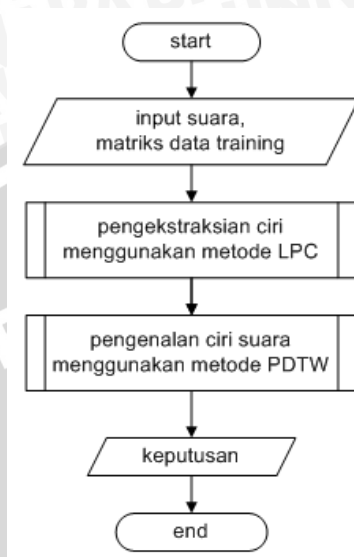 start
input suara,
matriks data training
pengekstraksian ciri
menggunakan metode LPC
pengenalan ciri suara
menggunakan metode PDTW
keputusan
end